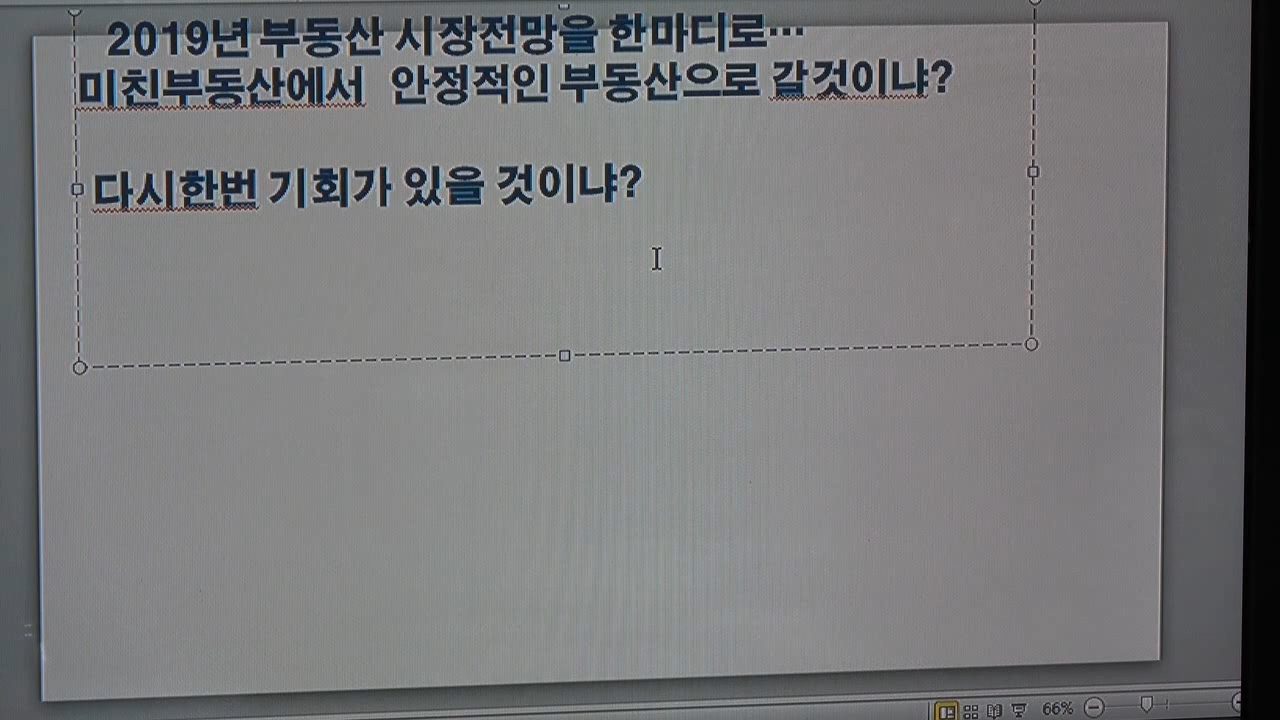 2019년 부동산 시장전망을 한마디로…
미친부동산에서 안정적인 부동산으로 갈것이냐?
다시한번 기회가 있을 것이냐?
66%